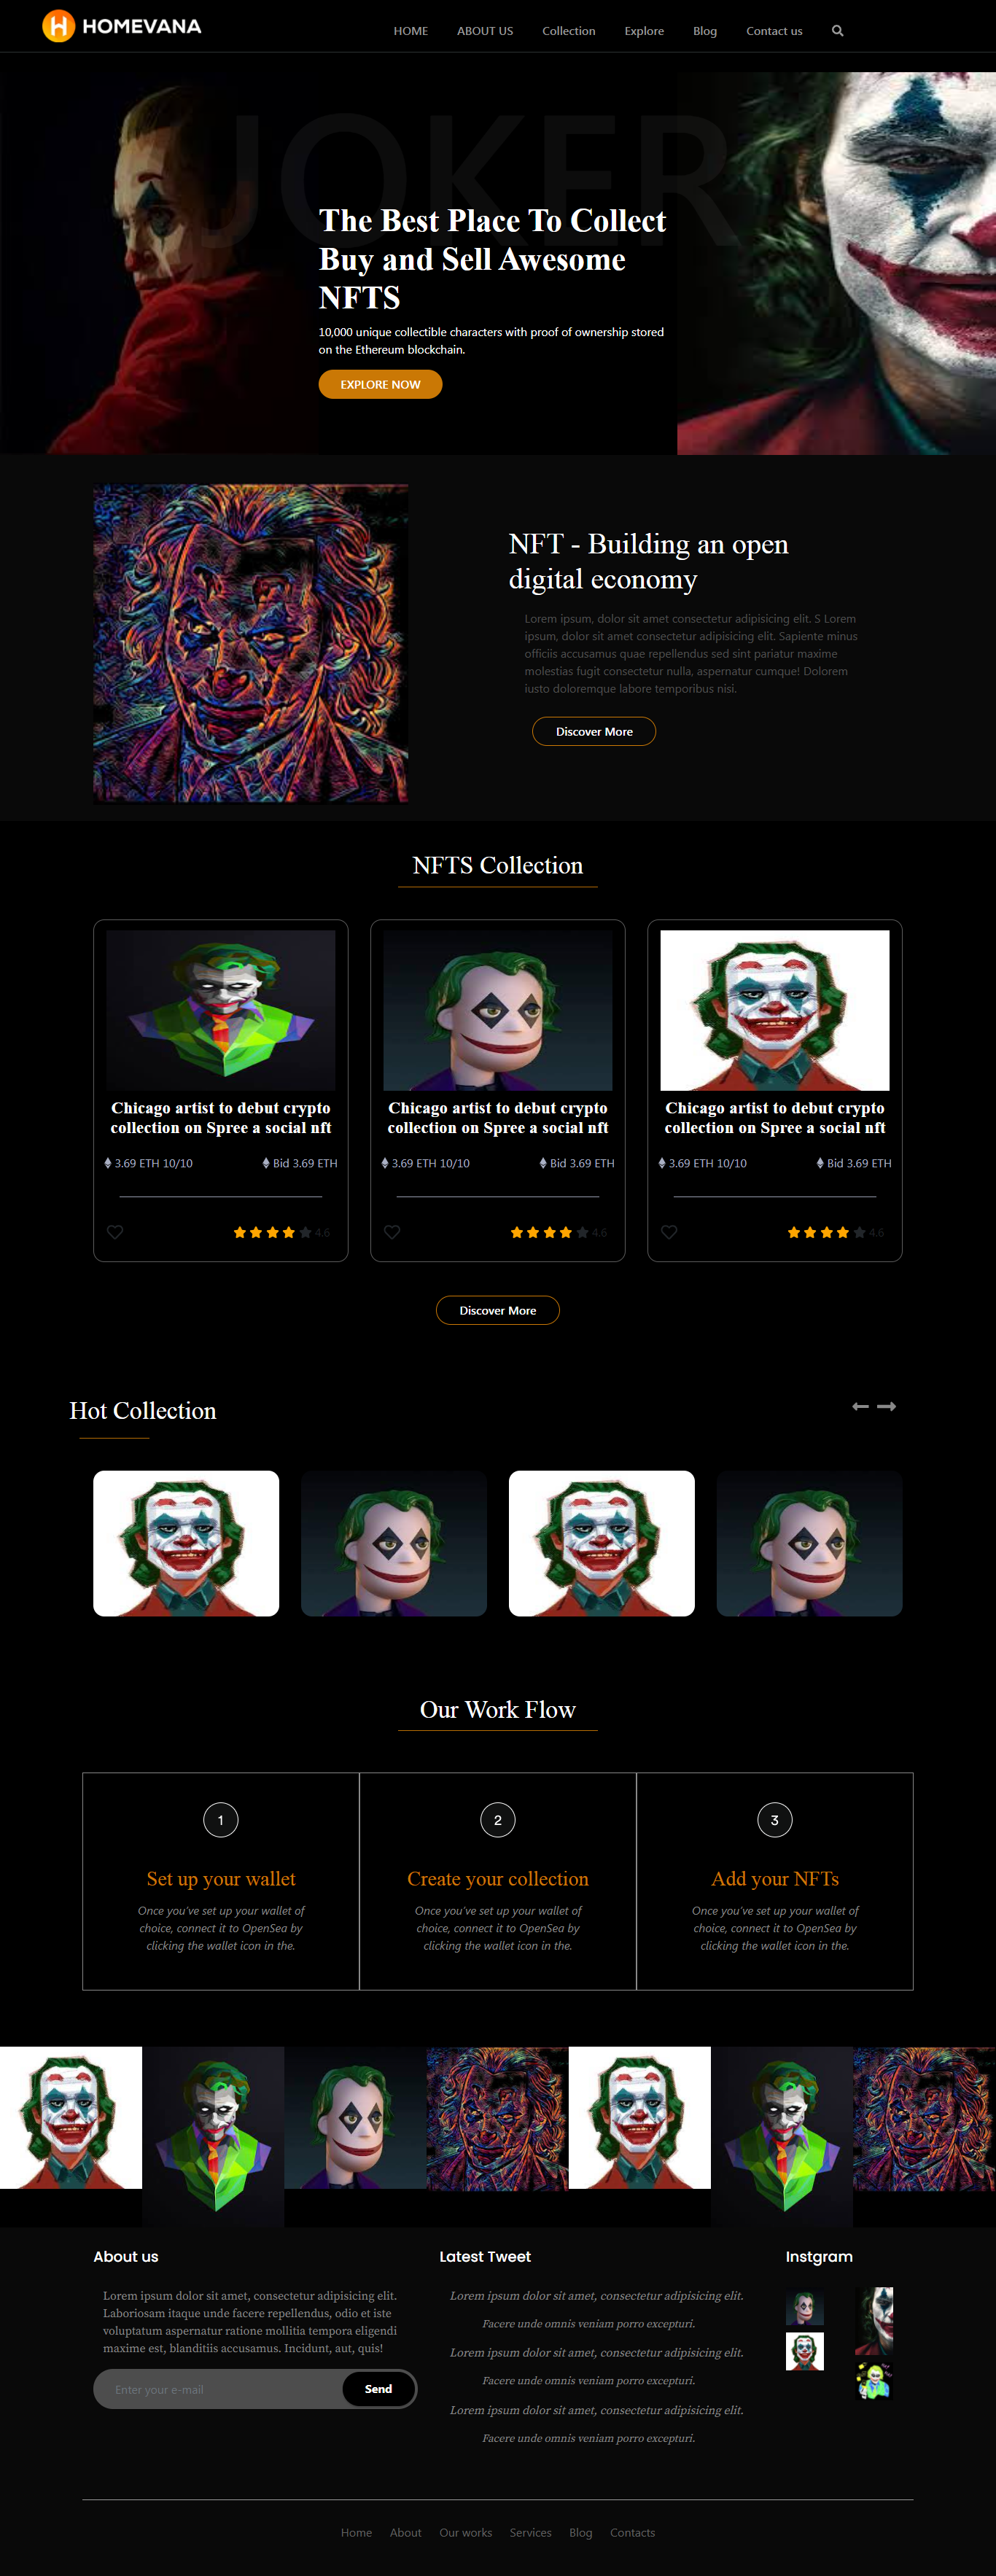 H HOMEVANA
HOME ABOUT US Collection Explore Blog Contact us
JOKER
The Best Place To Collect
Buy and Sell Awesome
NFTS
10,000 unique collectible characters with proof of ownership stored
on the Ethereum blockchain.
EXPLORE NOW
NFT - Building an open
digital economy
Lorem ipsum, dolor sit amet consectetur adipisicing elit. S Lorem
ipsum, dolor sit amet consectetur adipisicing elit. Sapiente minus
officiis accusamus quae repellendus sed sint pariatur maxime
molestias fugit consectetur nulla, aspernatur cumque! Dolorem
iusto doloremque labore temporibus nisi.
Discover More
NFTS Collection
Chicago artist to debut crypto
collection on Spree a social nft
3.69 ETH 10/10 Bid 3.69 ETH
4.6
Chicago artist to debut crypto
collection on Spree a social nft
3.69 ETH 10/10 Bid 3.69 ETH
4.6
Chicago artist to debut crypto
collection on Spree a social nft
3.69 ETH 10/10 Bid 3.69 ETH
4.6
Discover More
Hot Collection
Our Work Flow
1
Set up your wallet
Once you've set up your wallet of
choice, connect it to OpenSea by
clicking the wallet icon in the.
2
Create your collection
Once you've set up your wallet of
choice, connect it to OpenSea by
clicking the wallet icon in the.
3
Add your NFTs
Once you've set up your wallet of
choice, connect it to OpenSea by
clicking the wallet icon in the.
About us
Lorem ipsum dolor sit amet, consectetur adipisicing elit.
Laboriosam itaque unde facere repellendus, odio et iste
voluptatum aspernatur ratione mollitia tempora eligendi
maxime est, blanditiis accusamus. Incidunt, aut, quis!
Enter your e-mail
Send
Latest Tweet
Lorem ipsum dolor sit amet, consectetur adipisicing elit.
Facere unde omnis veniam porro excepturi.
Lorem ipsum dolor sit amet, consectetur adipisicing elit.
Facere unde omnis veniam porro excepturi.
Lorem ipsum dolor sit amet, consectetur adipisicing elit.
Facere unde omnis veniam porro excepturi.
Instgram
Home About Our works Services Blog Contacts